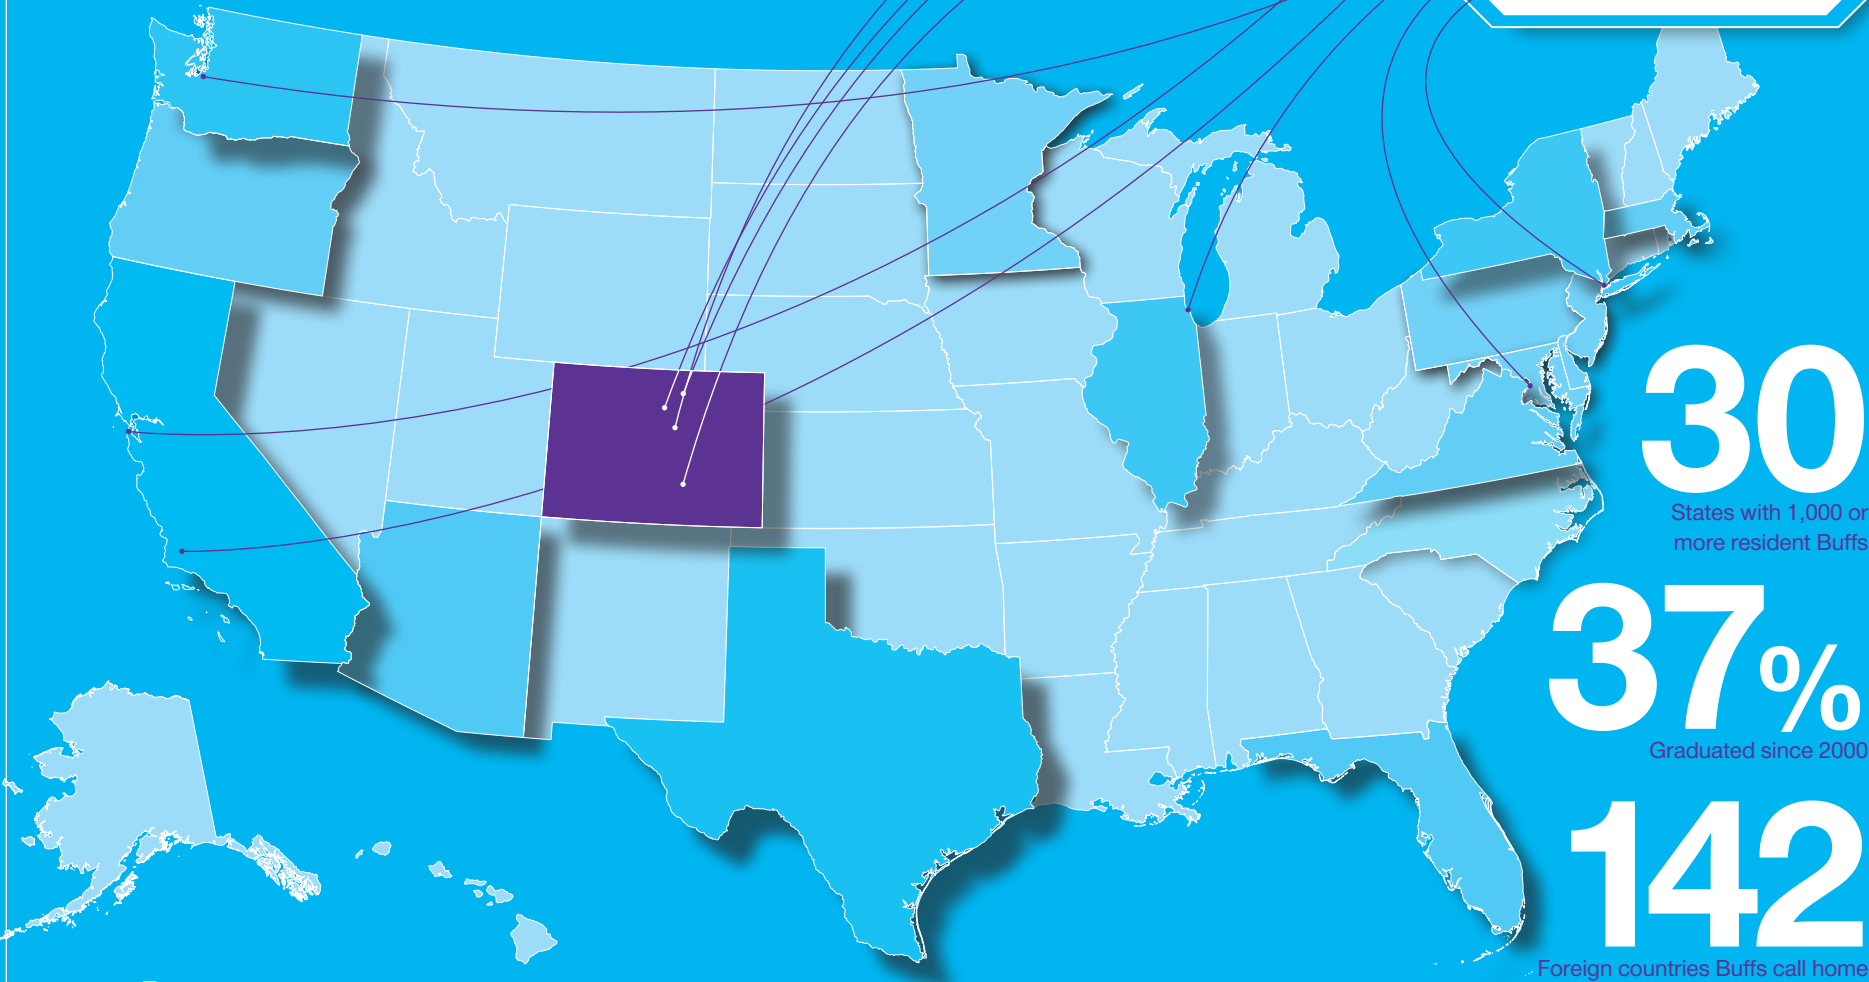 30
States with 1,000 or
more resident Buffs
37%
Graduated since 2000
142
Foreign countries Buffs call home